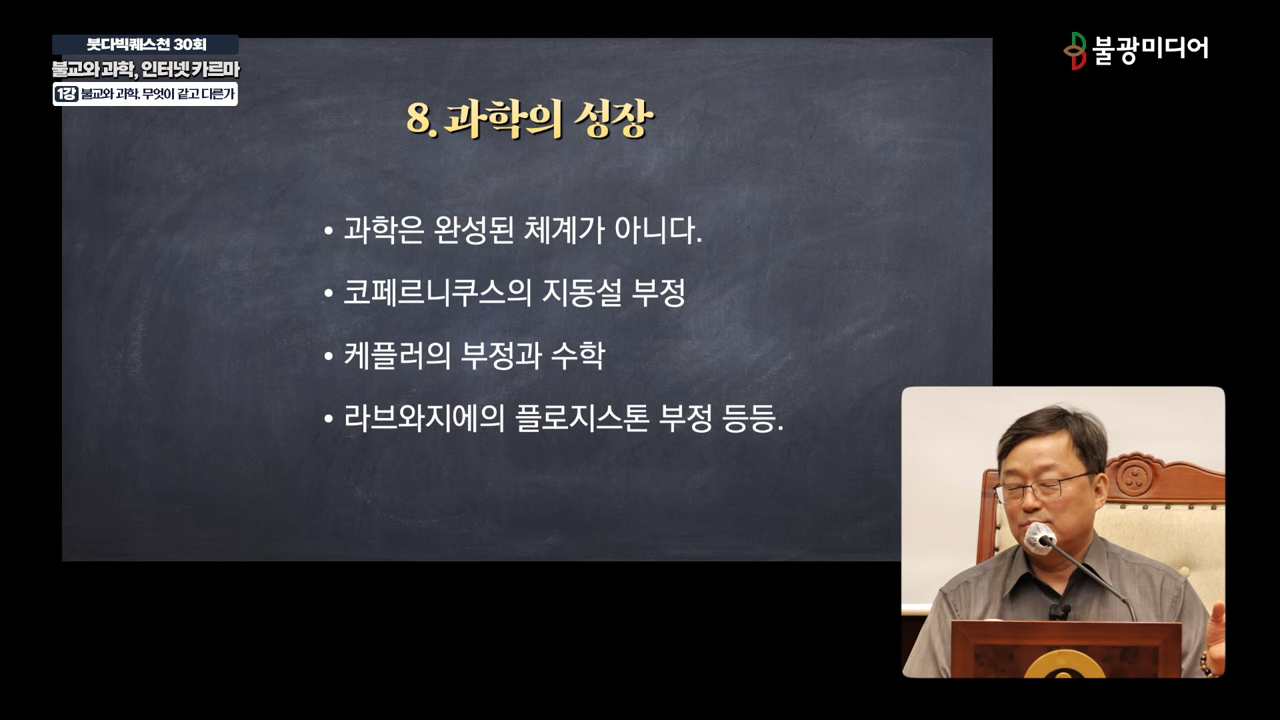 붓다빅퀘스천 30회
불교와 과학, 인터넷 카르마
1강 불교와 과학, 무엇이 같고 다른가
불광미디어
8. 과학의 성장
• 과학은 완성된 체계가 아니다.
• 코페르니쿠스의 지동설 부정
• 케플러의 부정과 수학
• 라브와지에의 플로지스톤 부정 등등.